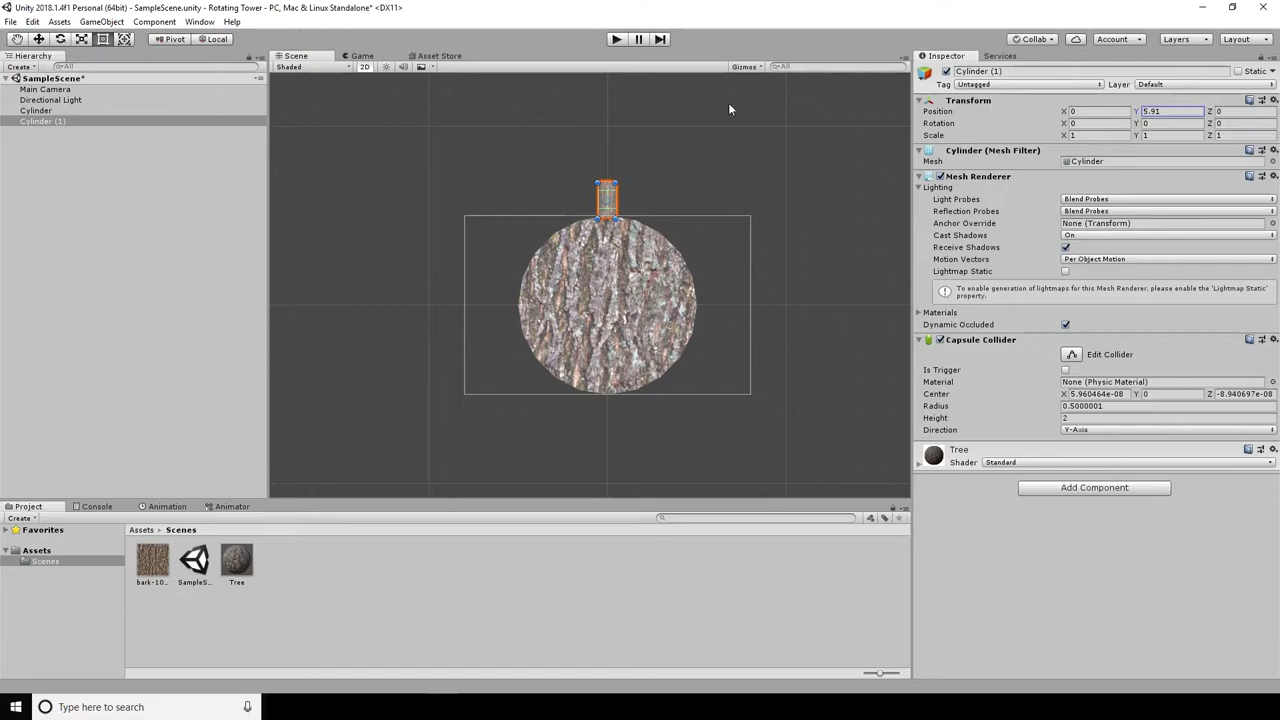 Unity 2018.1.4f1 Personal (64bit) - SampleScene.unity - Rotating Tower - PC, Mac & Linux Standalone* <DX11>
File Edit Assets GameObject Component Window Help
Pivot Local Collab Account Layers Layout
Hierarchy
Create All
SampleScene*
Main Camera
Directional Light
Cylinder
Cylinder (1)
Scene Game Asset Store
Shaded 2D Gizmos All
Inspector Services
Cylinder (1) Static
Tag Untagged Layer Default
Transform
Position X 0 Y 5.91 Z 0
Rotation X 0 Y 0 Z 0
Scale X 1 Y 1 Z 1
Cylinder (Mesh Filter)
Mesh Cylinder
Mesh Renderer
Lighting
Light Probes Blend Probes
Reflection Probes Blend Probes
Anchor Override None (Transform)
Cast Shadows On
Receive Shadows
Motion Vectors Per Object Motion
Lightmap Static
To enable generation of lightmaps for this Mesh Renderer, please enable the 'Lightmap Static'
property.
Materials
Dynamic Occluded
Capsule Collider
Edit Collider
Is Trigger
Material None (Physic Material)
Center X 5.960464e-08 Y 0 Z -8.940697e-08
Radius 0.5000001
Height 2
Direction Y-Axis
Tree
Shader Standard
Add Component
Project Console Animation Animator
Create
Favorites
Assets
Scenes
Assets Scenes
bark-10... SampleS... Tree
Type here to search